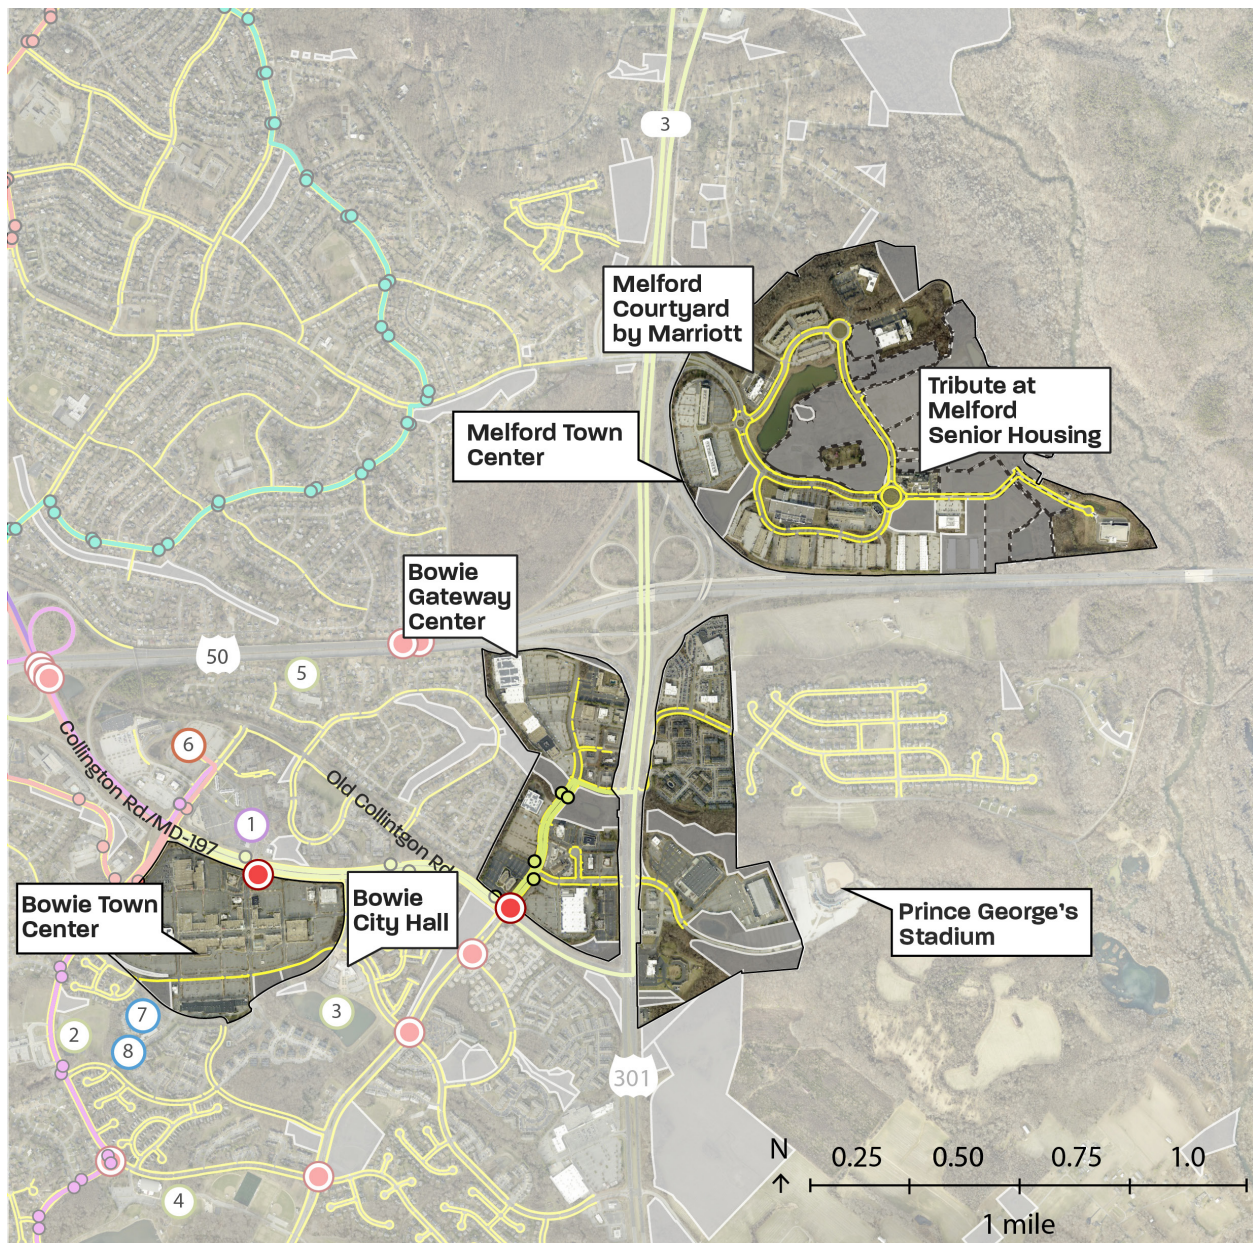 3
Melford
Courtyard
by Marriott
Tribute at
Melford
Senior Housing
Melford Town
Center
Bowie
Gateway
Center
50
5
6
Collington Rd./MD-197
Old Collintgon Rd
1
Bowie Town
Center
Bowie
City Hall
Prince George's
Stadium
7
3
2
8
301
4
N
0.25 0.50 0.75 1.0
1 mile